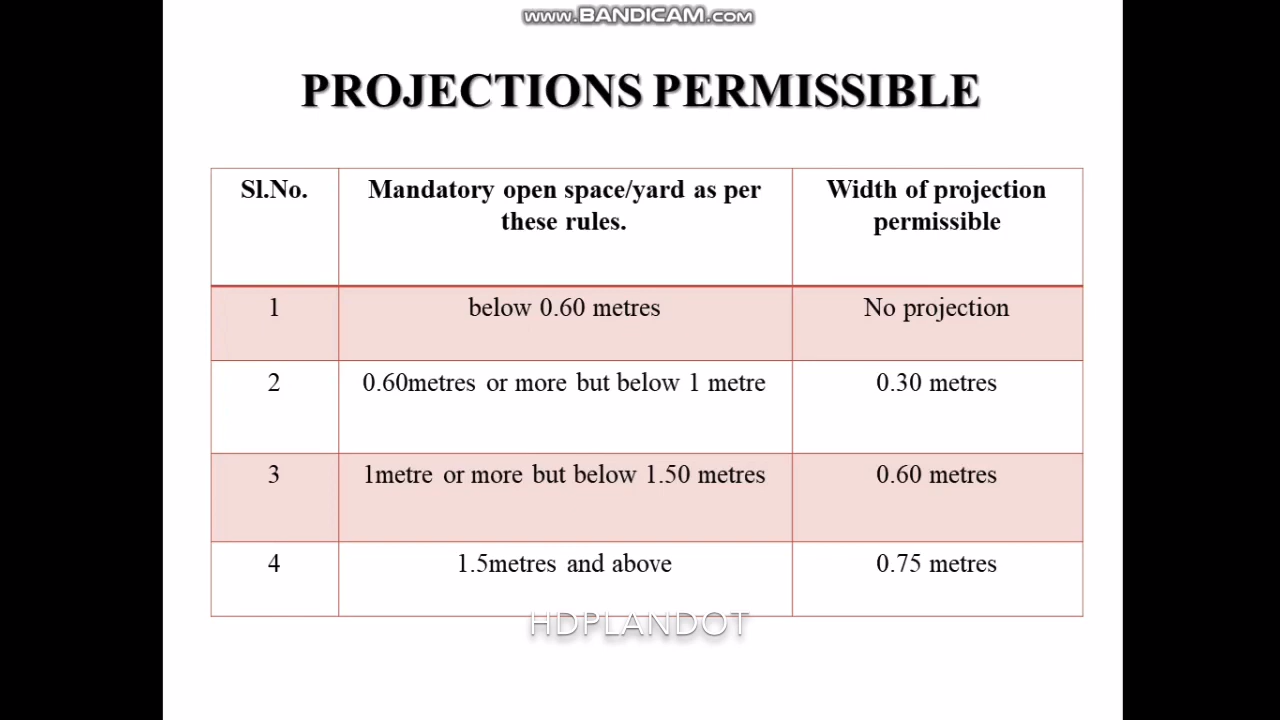 www.BANDICAM.com
PROJECTIONS PERMISSIBLE
Sl.No.
Mandatory open space/yard as per
these rules.
Width of projection
permissible
1
below 0.60 metres
No projection
2
0.60metres or more but below 1 metre
0.30 metres
3
1metre or more but below 1.50 metres
0.60 metres
4
1.5metres and above
0.75 metres
HDPLANDOT